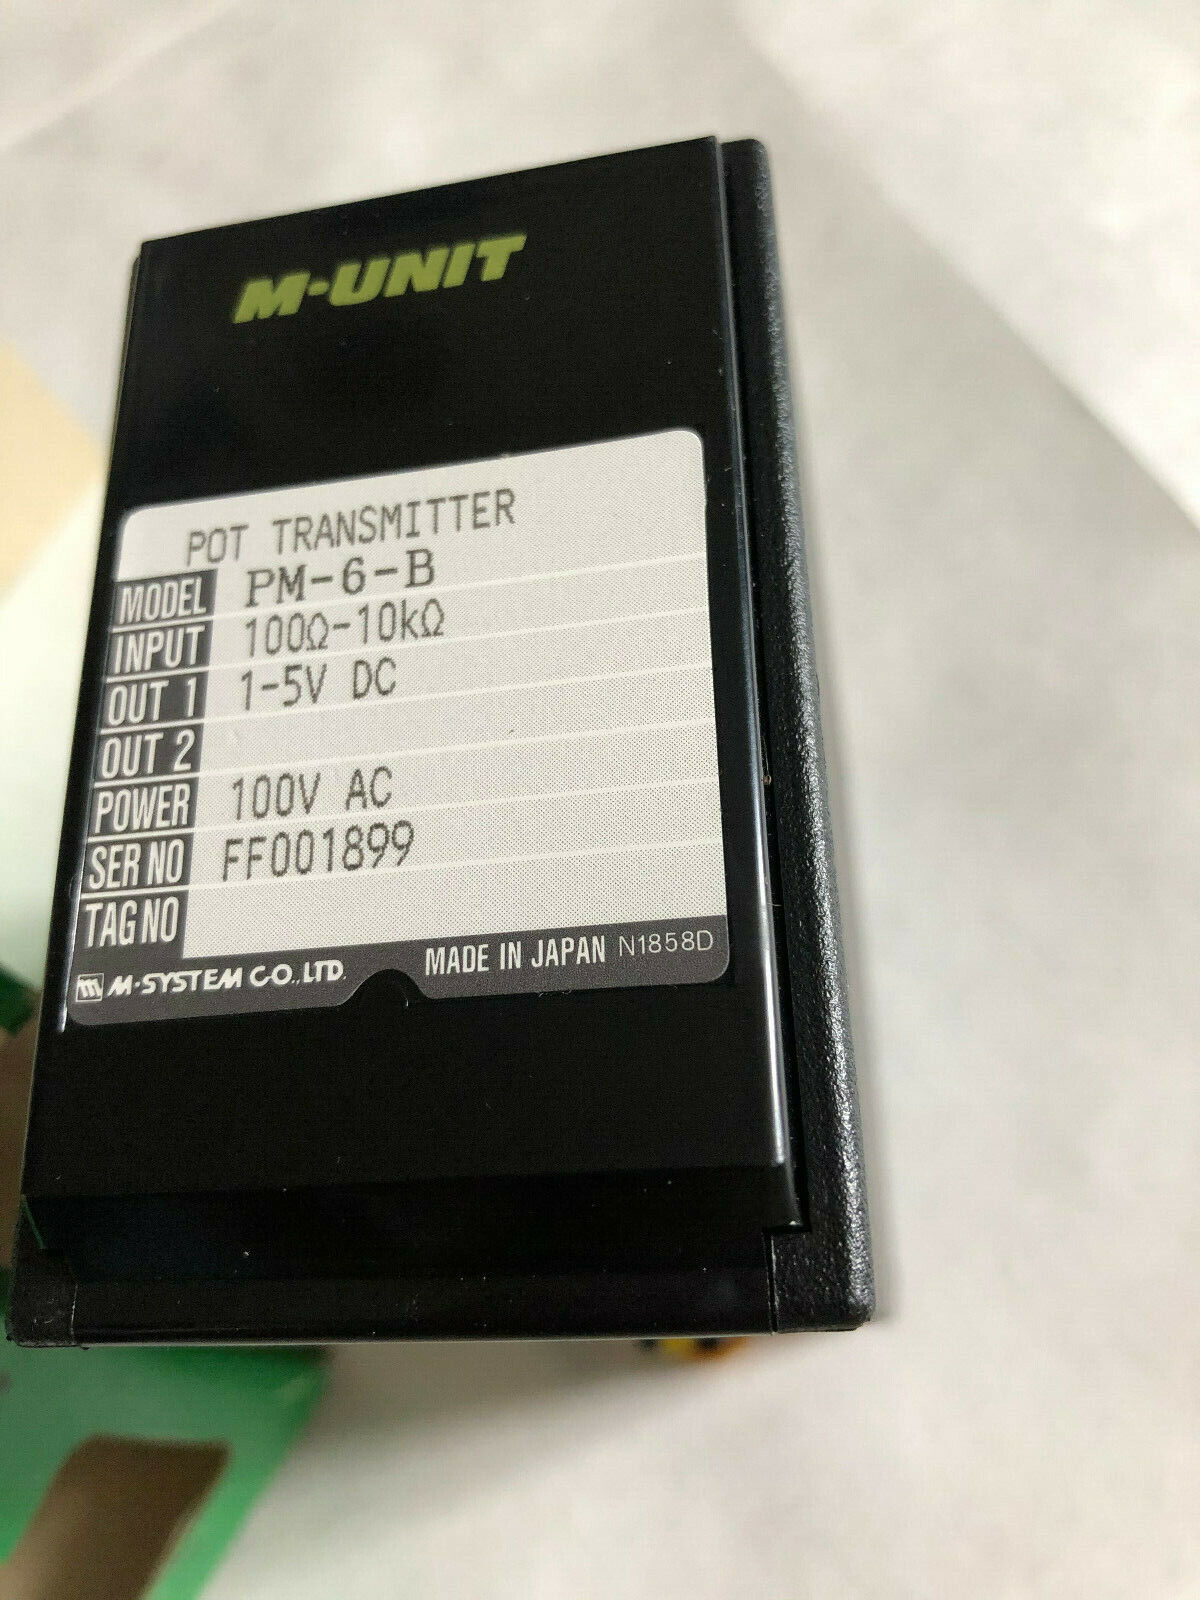 M-UNIT
POT TRANSMITTER
MODEL PM-6-B
INPUT 100Ω-10kΩ
OUT 1 1-5V DC
OUT 2
POWER 100V AC
SER NO FF001899
TAG NO
M-SYSTEM CO.,LTD. MADE IN JAPAN N1858D